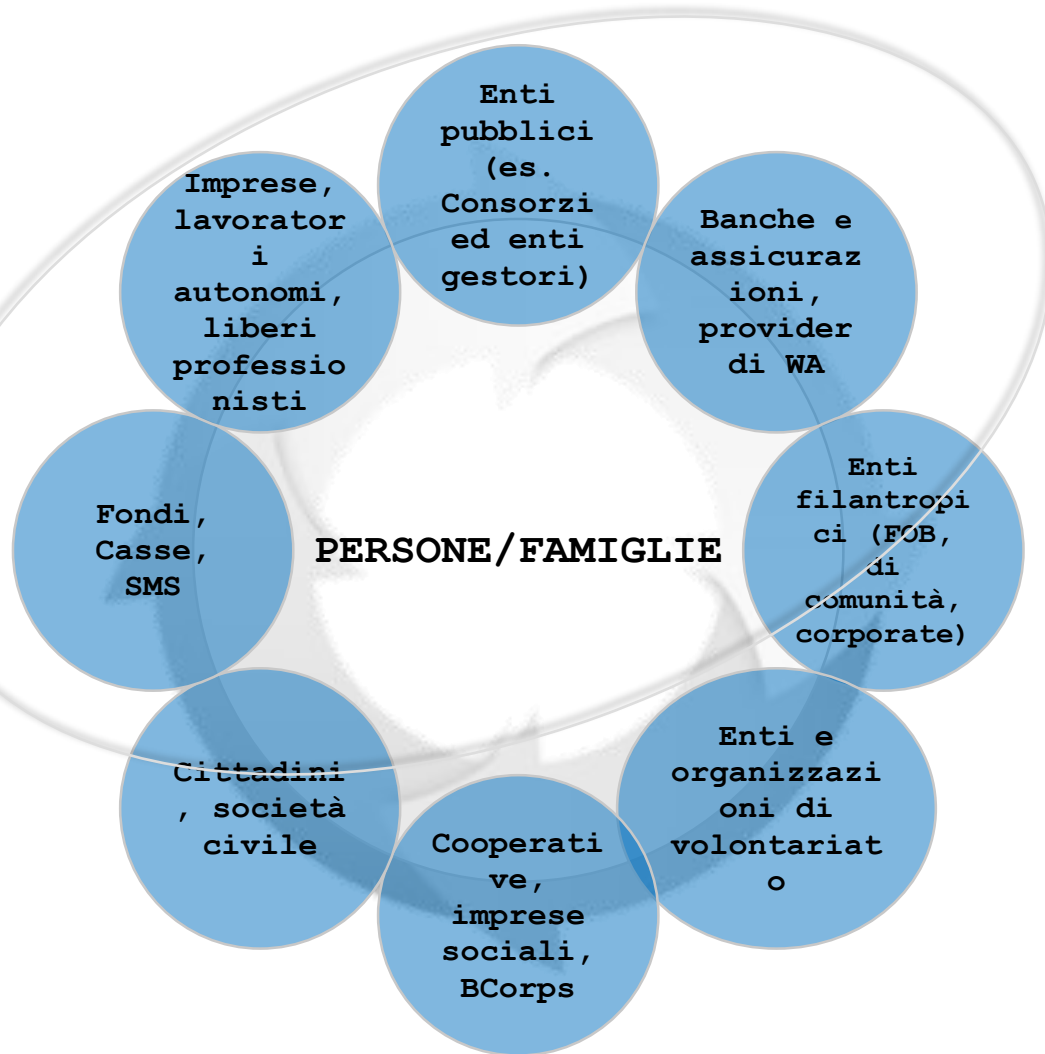 Enti
pubblici
(es.
Consorzi
ed enti
gestori)
Banche e
assicuraz
ioni,
provider
di WA
Enti
filantropi
ci (FOB,
di
comunità,
corporate)
Enti e
organizzazi
oni di
volontariat
o
Cooperati
ve,
imprese
sociali,
BCorps
Cittadini
, società
civile
Fondi,
Casse,
SMS
Imprese,
lavorator
i
autonomi,
liberi
professio
nisti
PERSONE/FAMIGLIE